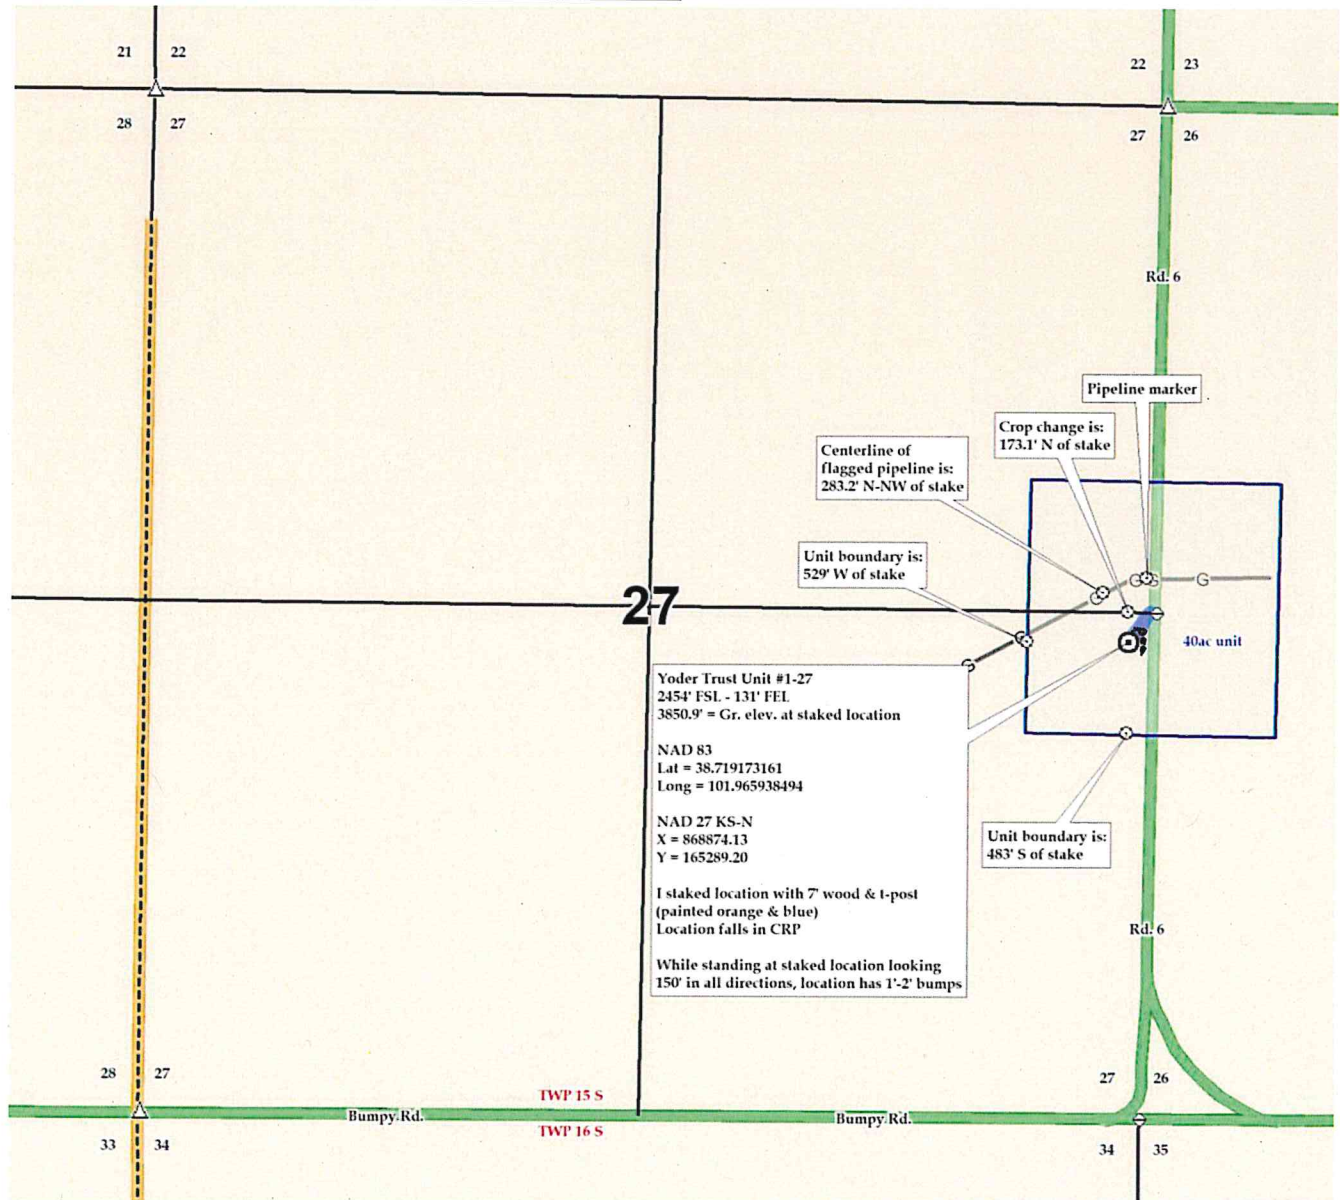 21 22
22 23
28 27
27 26
Rd. 6
Pipeline marker
Crop change is:
173.1' N of stake
Centerline of
flagged pipeline is:
283.2' N-NW of stake
Unit boundary is:
529' W of stake
G
G
G
G
G
G
27
40ac unit
Yoder Trust Unit #1-27
2454' FSL - 131' FEL
3850.9' = Gr. elev. at staked location
NAD 83
Lat = 38.719173161
Long = 101.965938494
NAD 27 KS-N
X = 868874.13
Y = 165289.20
I staked location with 7' wood & t-post
(painted orange & blue)
Location falls in CRP
While standing at staked location looking
150' in all directions, location has 1'-2' bumps
Unit boundary is:
483' S of stake
Rd. 6
28 27
27 26
TWP 15 S
Bumpy Rd.
Bumpy Rd.
TWP 16 S
33 34
34 35